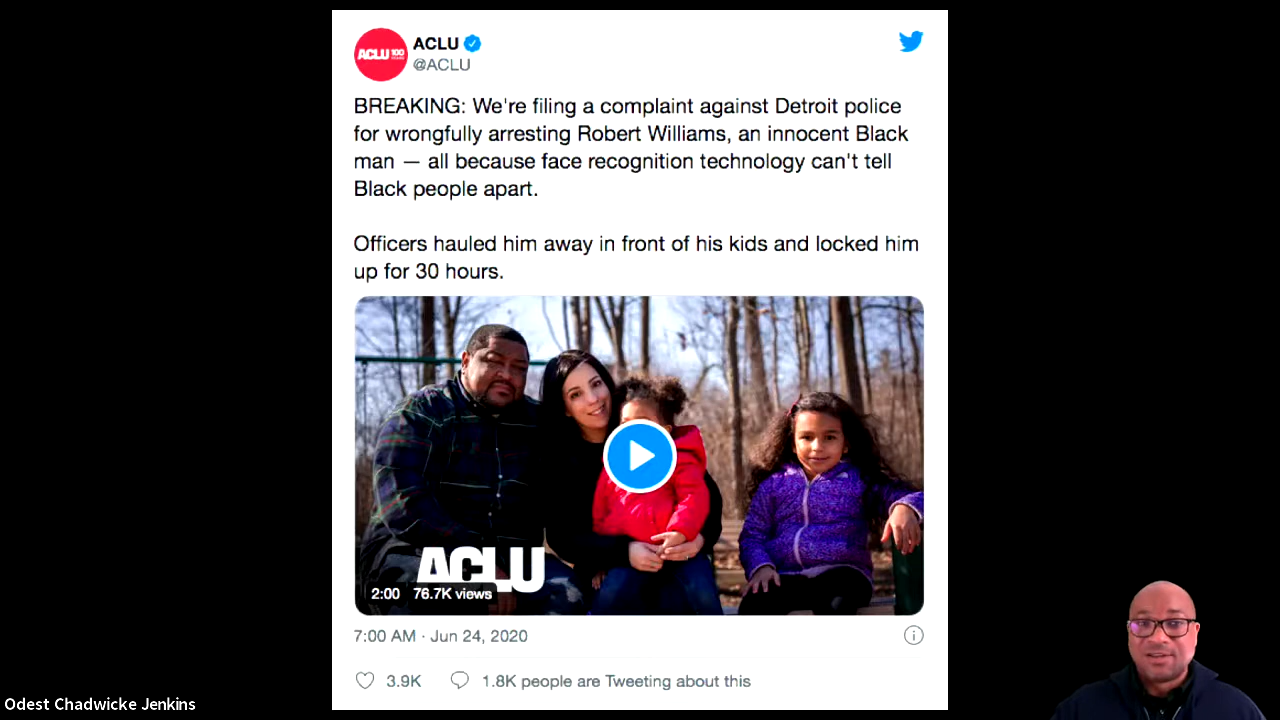 ACLU 100
ACLU
@ACLU
BREAKING: We're filing a complaint against Detroit police
for wrongfully arresting Robert Williams, an innocent Black
man — all because face recognition technology can't tell
Black people apart.
Officers hauled him away in front of his kids and locked him
up for 30 hours.
ACLU
2:00 76.7K views
7:00 AM · Jun 24, 2020
3.9K 1.8K people are Tweeting about this
Odest Chadwicke Jenkins